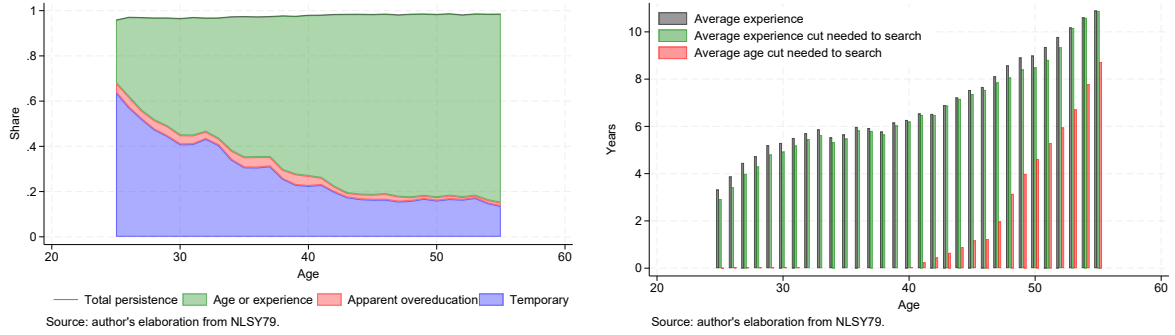 1
.8
.6
.4
.2
0
Share
20 30 40 50 60
Age
Total persistence Age or experience Apparent overeducation Temporary
Source: author's elaboration from NLSY79.
Average experience
Average experience cut needed to search
Average age cut needed to search
10
8
6
4
2
0
Years
20 30 40 50 60
Age
Source: author's elaboration from NLSY79.